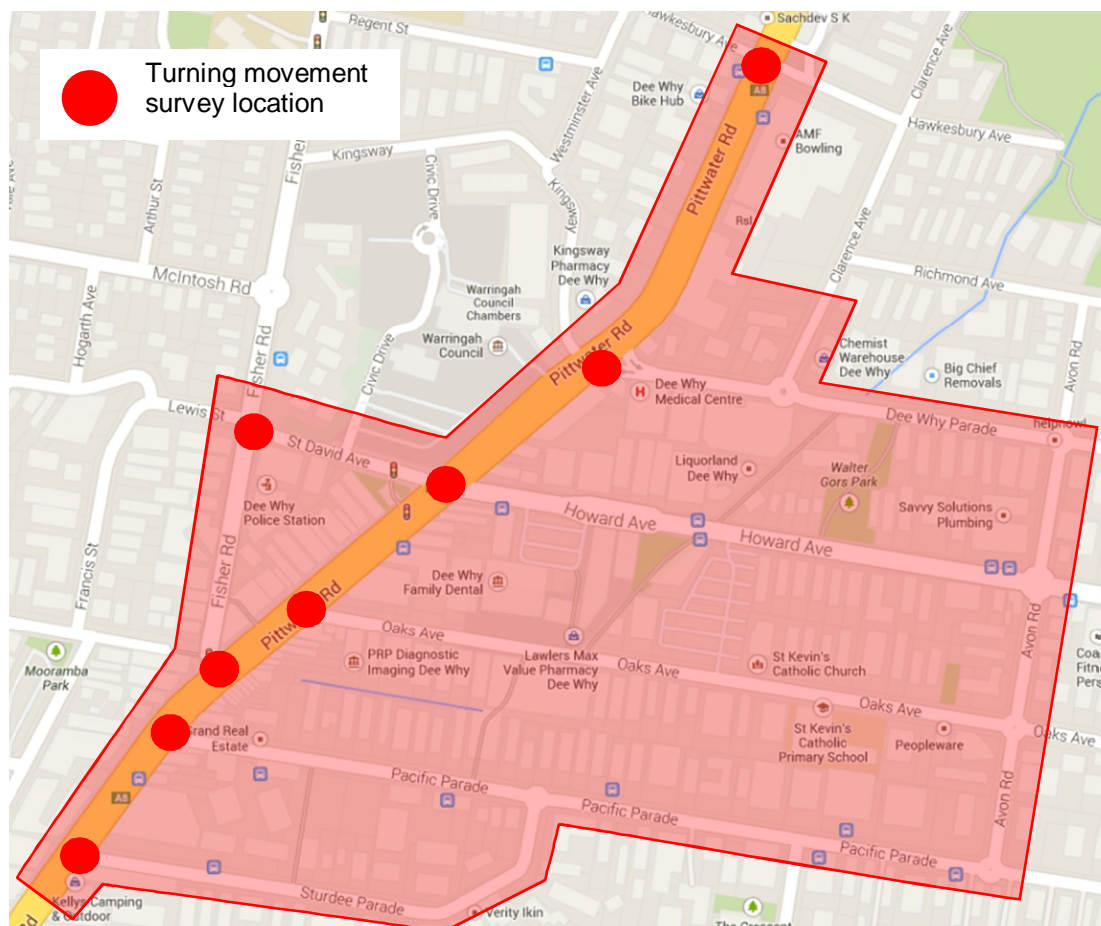 Turning movement
survey location
Regent St
Hawkesbury Ave
Sachdev S K
Clarence Ave
Westminster Ave
Dee Why
Bike Hub
A8
Hawkesbury Ave
AMF
Bowling
Kingsway
Fisher
Civic Drive
Arthur St
Kingsway
Pittwater Rd
Rsl
Clarence Ave
Kingsway
Pharmacy
Dee Why
Richmond Ave
McIntosh Rd
Hogarth Ave
Warringah
Council
Chambers
Warringah
Council
Civic Drive
Fisher Rd
Pittwater Rd
Chemist
Warehouse
Dee Why
Big Chief
Removals
Avon Rd
Dee Why
Medical Centre
Dee Why Parade
Lewis St
St David Ave
Liquorland
Dee Why
Walter
Gors Park
Savvy Solutions
Plumbing
Dee Why
Police Station
Howard Ave
Howard Ave
Francis St
Fisher Rd
Dee Why
Family Dental
Pittwater Rd
Oaks Ave
Avon Rd
Mooramba
Park
PRP Diagnostic
Imaging Dee Why
Lawlers Max
Value Pharmacy
Dee Why
Oaks Ave
St Kevin's
Catholic Church
Oaks Ave
St Kevin's
Catholic
Primary School
Peopleware
Oaks Ave
Grand Real
Estate
Pacific Parade
Pacific Parade
Pacific Parade
Avon Rd
A8
Kellys Camping
& Outdoor
Sturdee Parade
Verity Ikin
The Crescent
Rd